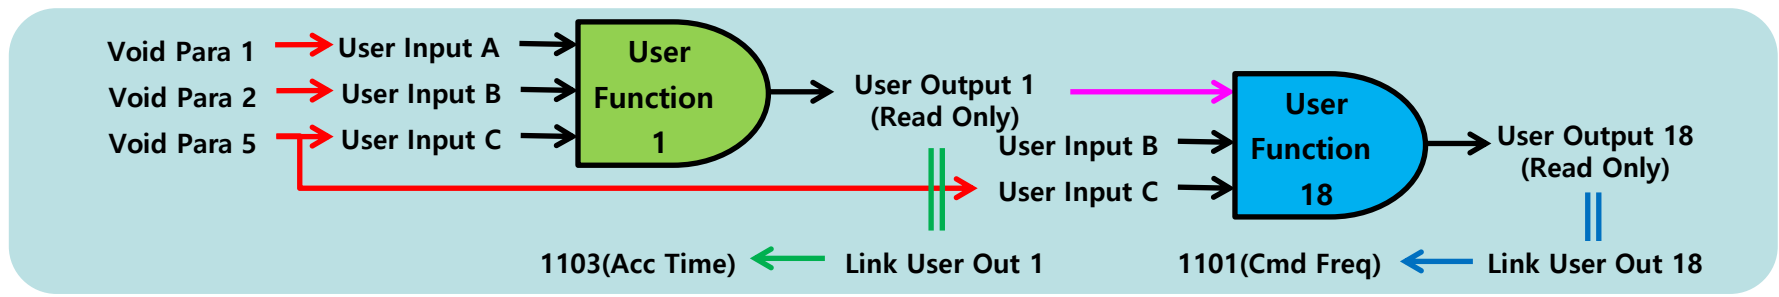 Void Para 1
User Input A
Void Para 2
User Input B
Void Para 5
User Input C
User
Function
1
User Output 1
(Read Only)
User Input B
User Input C
User
Function
18
User Output 18
(Read Only)
1103(Acc Time)
Link User Out 1
1101(Cmd Freq)
Link User Out 18